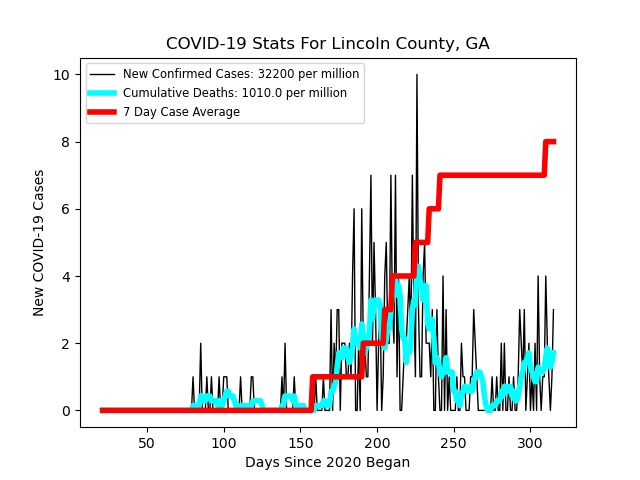 COVID-19 Stats For Lincoln County, GA
New Confirmed Cases: 32200 per million
Cumulative Deaths: 1010.0 per million
7 Day Case Average
New COVID-19 Cases
10
8
6
4
2
0
50 100 150 200 250 300
Days Since 2020 Began